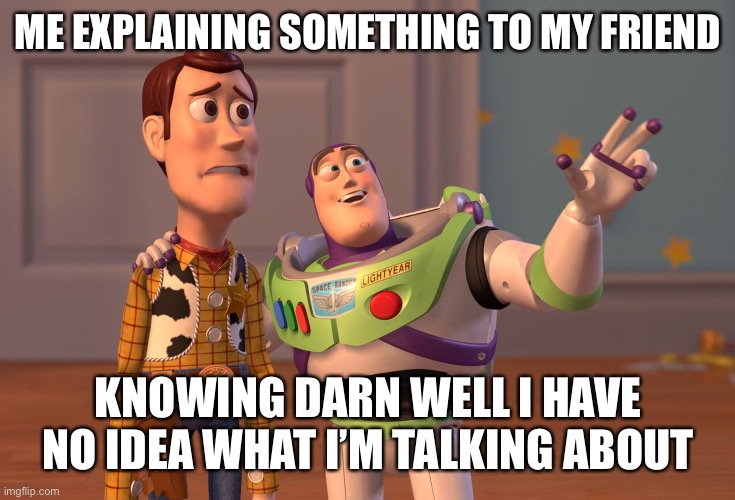 ME EXPLAINING SOMETHING TO MY FRIEND
SPACE RANGER
LIGHTYEAR
KNOWING DARN WELL I HAVE
NO IDEA WHAT I'M TALKING ABOUT
imgflip.com